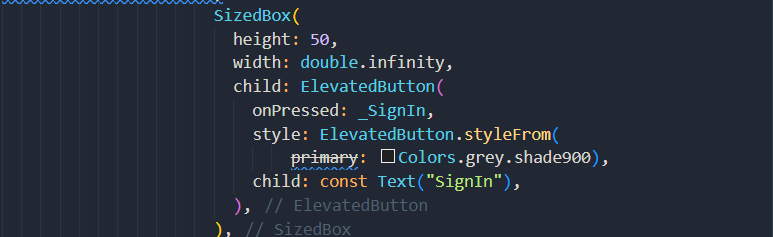 SizedBox(
height: 50,
width: double.infinity,
child: ElevatedButton(
onPressed: _SignIn,
style: ElevatedButton.styleFrom(
primary: Colors.grey.shade900),
child: const Text("SignIn"),
), // ElevatedButton
), // SizedBox